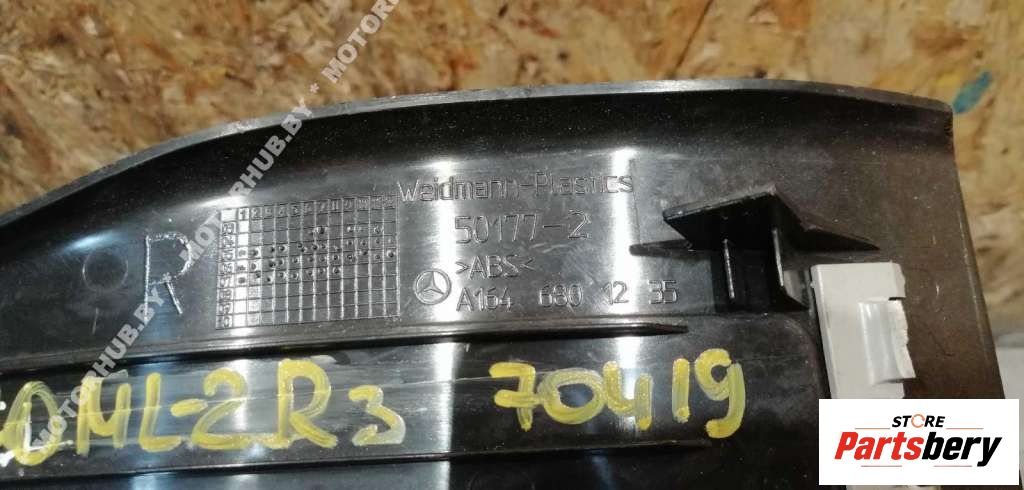 MOTORHUB.BY * MOTORHUB.BY * MOTORHUB.BY
Weidmann-Plastics
50177-2
>ABS<
A164 680 12 35
R
ML-2R3 70419
STORE
Partsbery